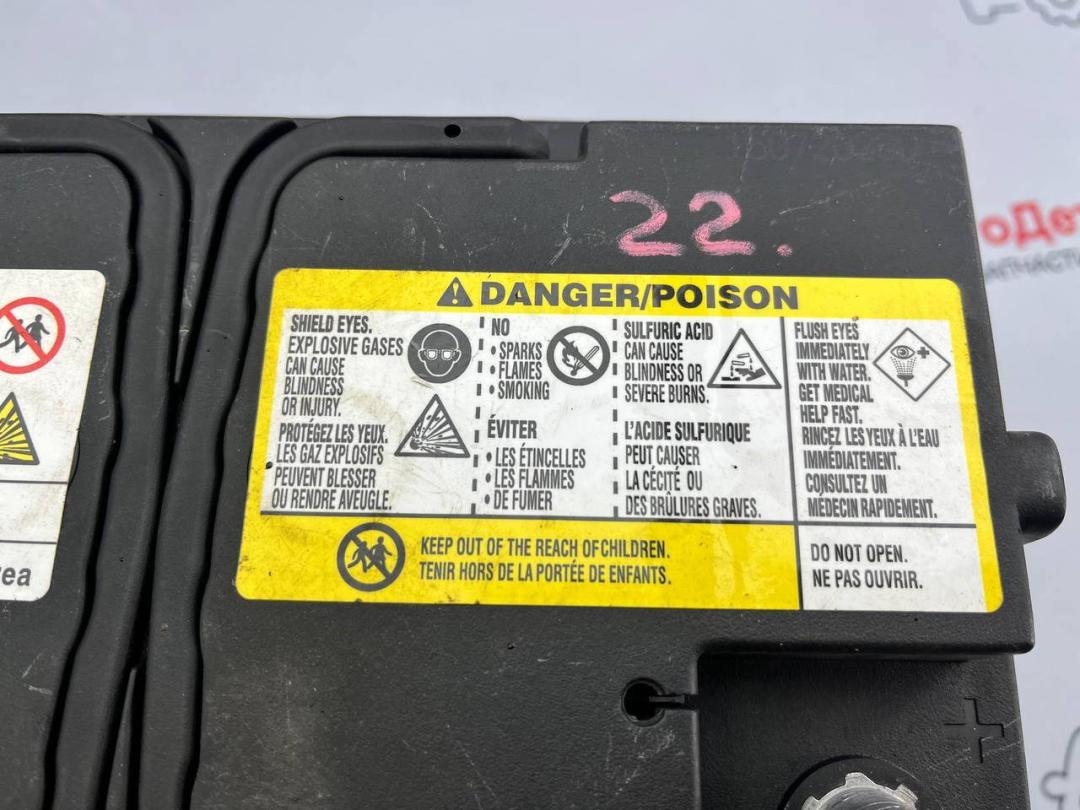 22.
DANGER/POISON
SHIELD EYES.
EXPLOSIVE GASES
CAN CAUSE
BLINDNESS
OR INJURY.
PROTÉGEZ LES YEUX.
LES GAZ EXPLOSIFS
PEUVENT BLESSER
OU RENDRE AVEUGLE.
NO
• SPARKS
• FLAMES
• SMOKING
ÉVITER
• LES ÉTINCELLES
• LES FLAMMES
• DE FUMER
SULFURIC ACID
CAN CAUSE
BLINDNESS OR
SEVERE BURNS.
L'ACIDE SULFURIQUE
PEUT CAUSER
LA CÉCITÉ OU
DES BRÛLURES GRAVES.
FLUSH EYES
IMMEDIATELY
WITH WATER.
GET MEDICAL
HELP FAST.
RINCEZ LES YEUX À L'EAU
IMMÉDIATEMENT.
CONSULTEZ UN
MÉDECIN RAPIDEMENT.
KEEP OUT OF THE REACH OF CHILDREN.
TENIR HORS DE LA PORTÉE DE ENFANTS.
DO NOT OPEN.
NE PAS OUVRIR.
+